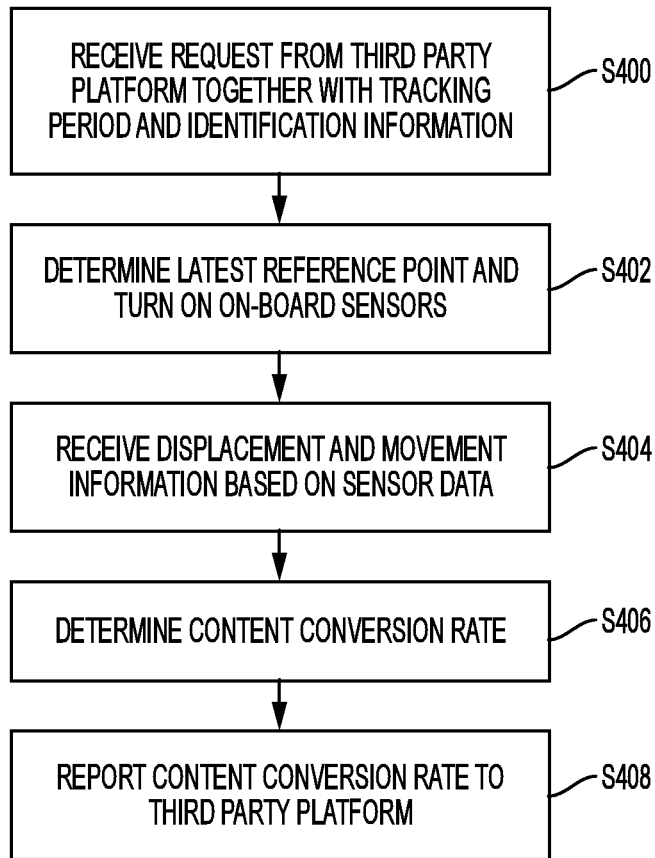 RECEIVE REQUEST FROM THIRD PARTY
PLATFORM TOGETHER WITH TRACKING
PERIOD AND IDENTIFICATION INFORMATION
S400
DETERMINE LATEST REFERENCE POINT AND
TURN ON ON-BOARD SENSORS
S402
RECEIVE DISPLACEMENT AND MOVEMENT
INFORMATION BASED ON SENSOR DATA
S404
DETERMINE CONTENT CONVERSION RATE
S406
REPORT CONTENT CONVERSION RATE TO
THIRD PARTY PLATFORM
S408